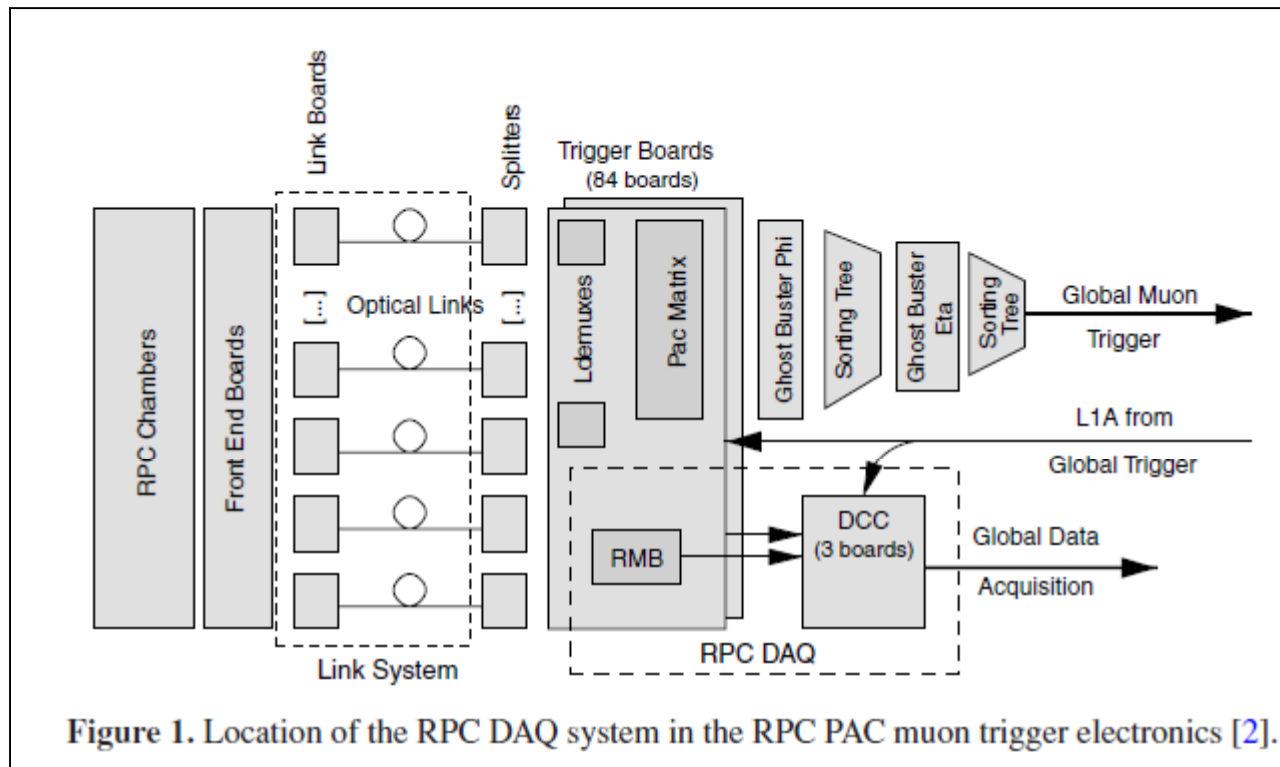 Link Boards
Splitters
Trigger Boards
(84 boards)
RPC Chambers
Front End Boards
[...]
Optical Links
[...]
Ldemuxes
Pac Matrix
Ghost Buster Phi
Sorting Tree
Ghost Buster
Eta
Sorting
Tree
Global Muon
Trigger
L1A from
Global Trigger
RMB
DCC
(3 boards)
Global Data
Acquisition
RPC DAQ
Link System
Figure 1. Location of the RPC DAQ system in the RPC PAC muon trigger electronics [2].